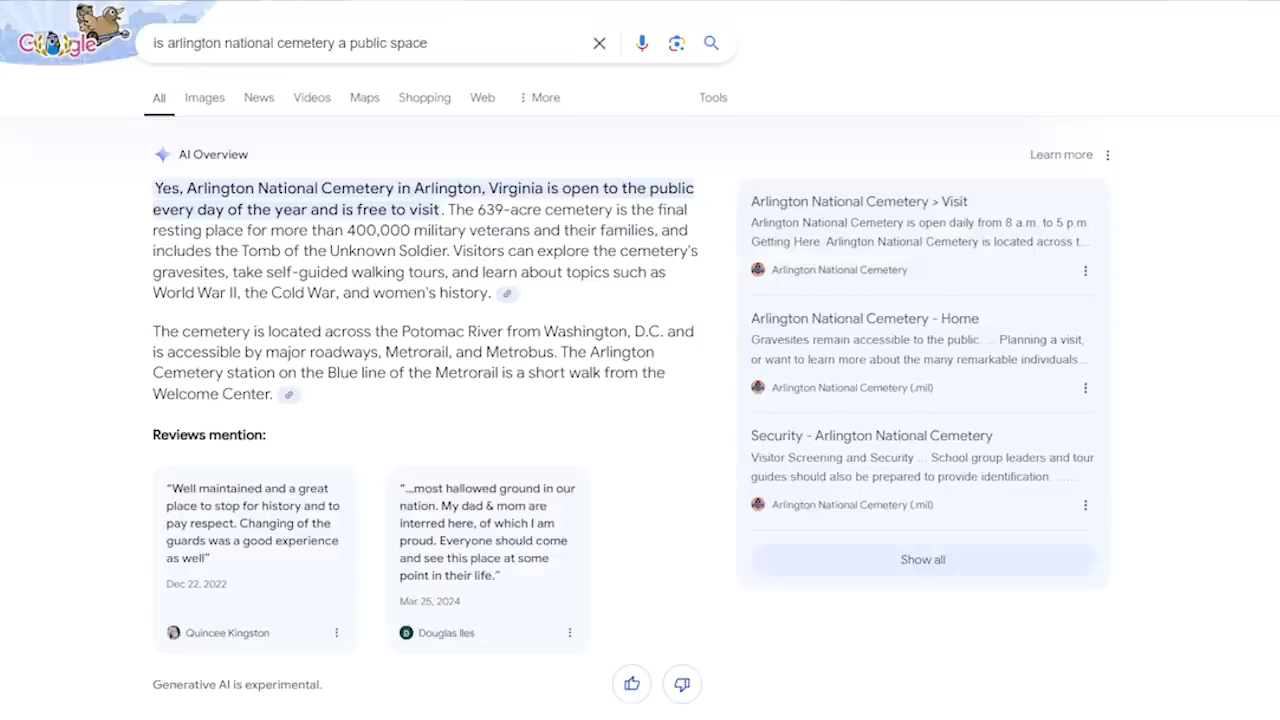 Google
is arlington national cemetery a public space
All Images News Videos Maps Shopping Web More Tools
AI Overview
Learn more
Yes, Arlington National Cemetery in Arlington, Virginia is open to the public
every day of the year and is free to visit. The 639-acre cemetery is the final
resting place for more than 400,000 military veterans and their families, and
includes the Tomb of the Unknown Soldier. Visitors can explore the cemetery's
gravesites, take self-guided walking tours, and learn about topics such as
World War II, the Cold War, and women's history.
The cemetery is located across the Potomac River from Washington, D.C. and
is accessible by major roadways, Metrorail, and Metrobus. The Arlington
Cemetery station on the Blue line of the Metrorail is a short walk from the
Welcome Center.
Reviews mention:
"Well maintained and a great
place to stop for history and to
pay respect. Changing of the
guards was a good experience
as well"
Dec 22, 2022
Quincee Kingston
"...most hallowed ground in our
nation. My dad & mom are
interred here, of which I am
proud. Everyone should come
and see this place at some
point in their life."
Mar 25, 2024
D
Douglas Iles
Generative AI is experimental.
Arlington National Cemetery > Visit
Arlington National Cemetery is open daily from 8 a.m. to 5 p.m.
Getting Here. Arlington National Cemetery is located across t...
Arlington National Cemetery
Arlington National Cemetery - Home
Gravesites remain accessible to the public. ... Planning a visit,
or want to learn more about the many remarkable individuals...
Arlington National Cemetery (.mil)
Security - Arlington National Cemetery
Visitor Screening and Security ... School group leaders and tour
guides should also be prepared to provide identification. ......
Arlington National Cemetery (.mil)
Show all